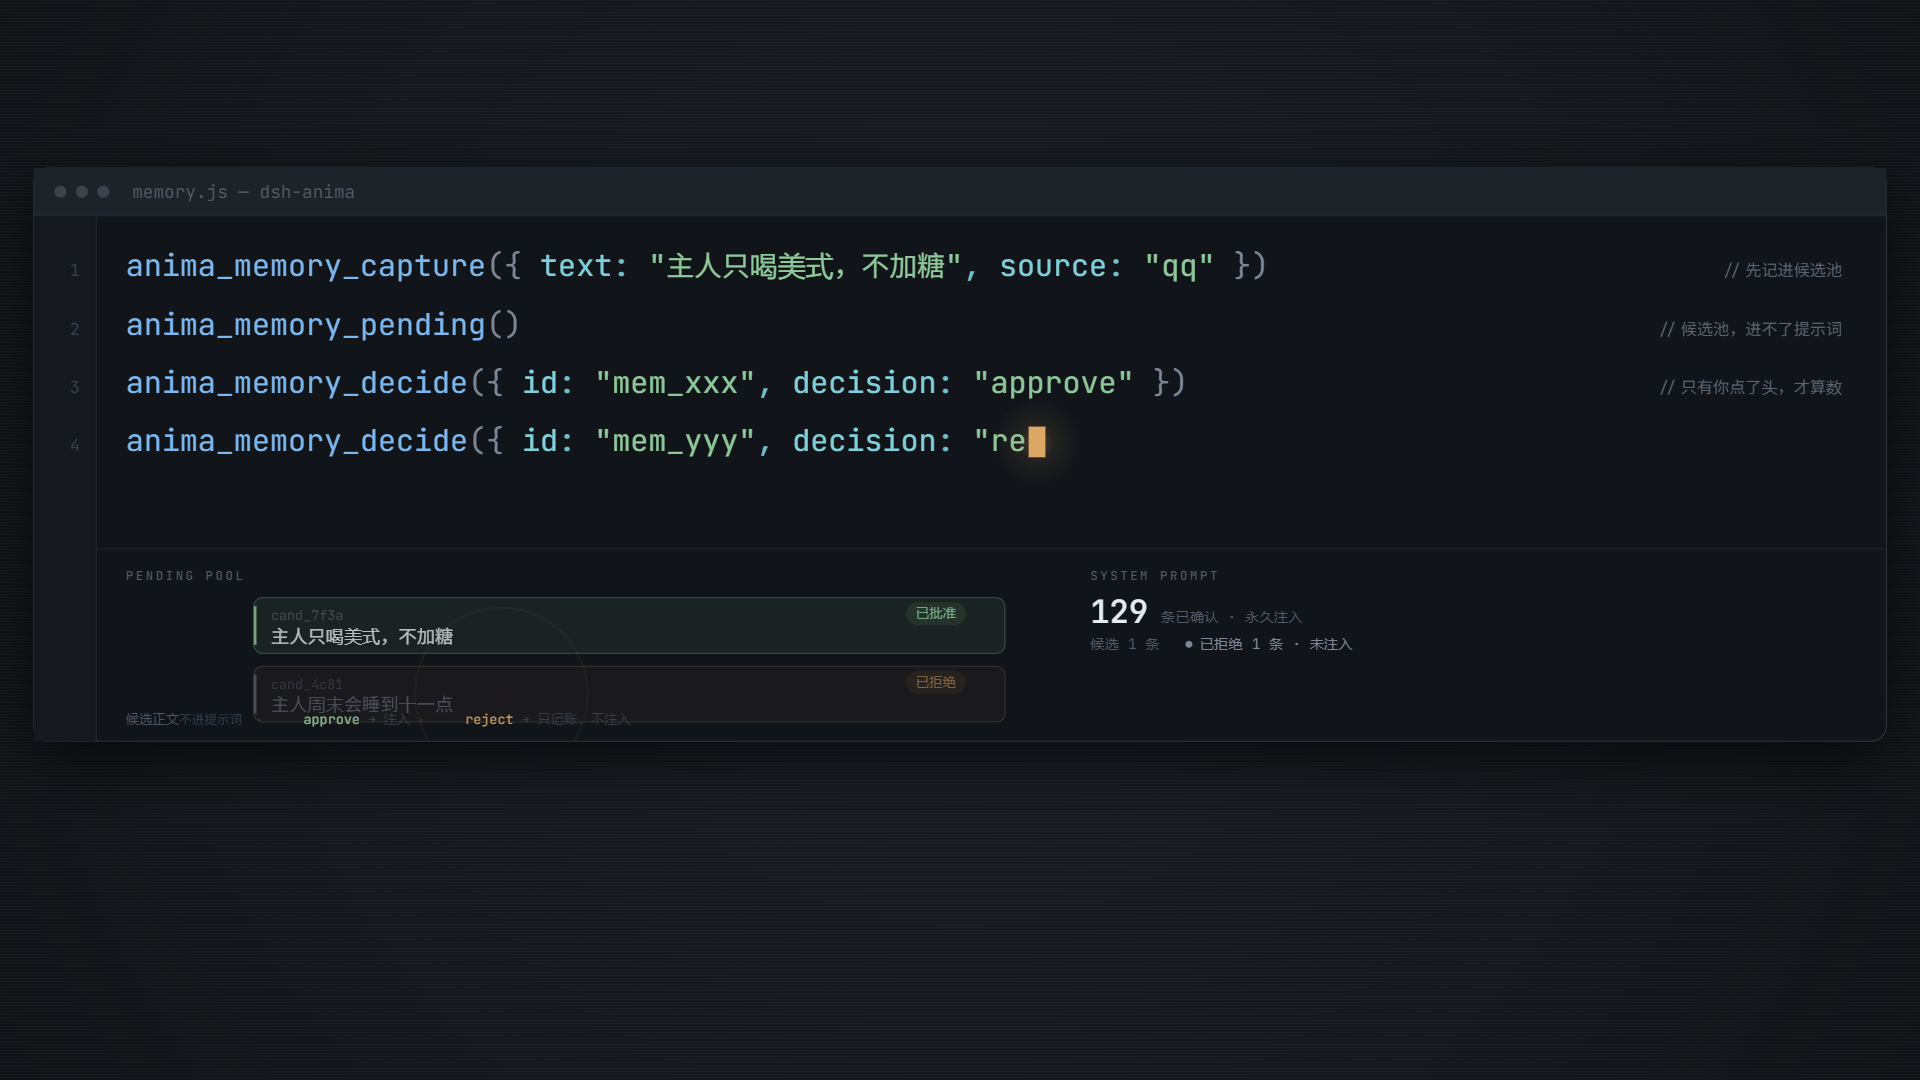 memory.js — dsh-anima
1 anima_memory_capture({ text: "主人只喝美式，不加糖", source: "qq" }) // 先记进候选池
2 anima_memory_pending() // 候选池，进不了提示词
3 anima_memory_decide({ id: "mem_xxx", decision: "approve" }) // 只有你点了头，才算数
4 anima_memory_decide({ id: "mem_yyy", decision: "re
PENDING POOL
cand_7f3a 已批准
主人只喝美式，不加糖
cand_4c81 已拒绝
主人周末会睡到十一点
候选正文不进提示词 · approve → 注入 · reject → 只记账，不注入
SYSTEM PROMPT
129 条已确认 · 永久注入
候选 1 条 ● 已拒绝 1 条 · 未注入